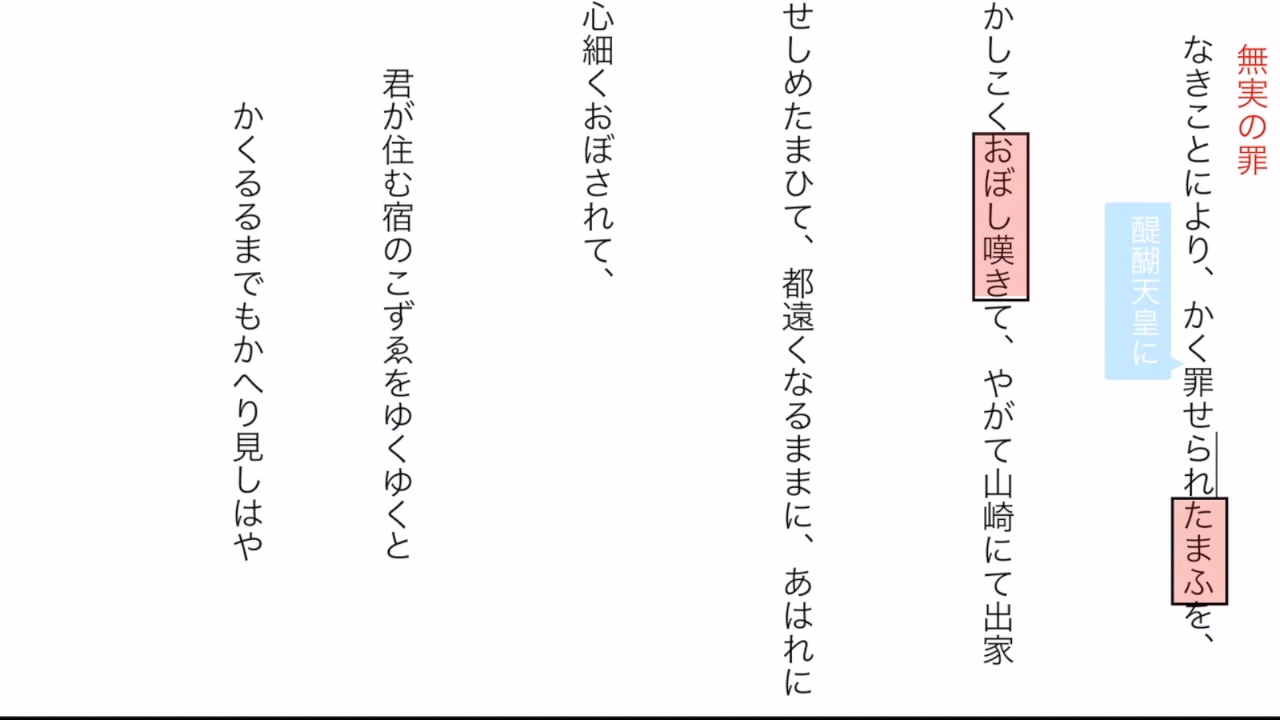 無実の罪
なきことにより、かく罪せられたまふを、
醍醐天皇に
かしこくおぼし嘆きて、やがて山崎にて出家
せしめたまひて、都遠くなるままに、あはれに
心細くおぼされて、
君が住む宿のこずゑをゆくゆくと
かくるるまでもかへり見しはや